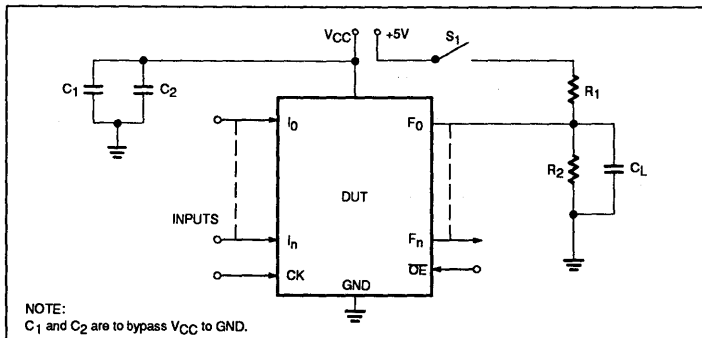 VCC +5V S1
C1 C2
R1
I0 F0
R2 CL
DUT
INPUTS
In Fn
CK OE
GND
NOTE:
C1 and C2 are to bypass VCC to GND.